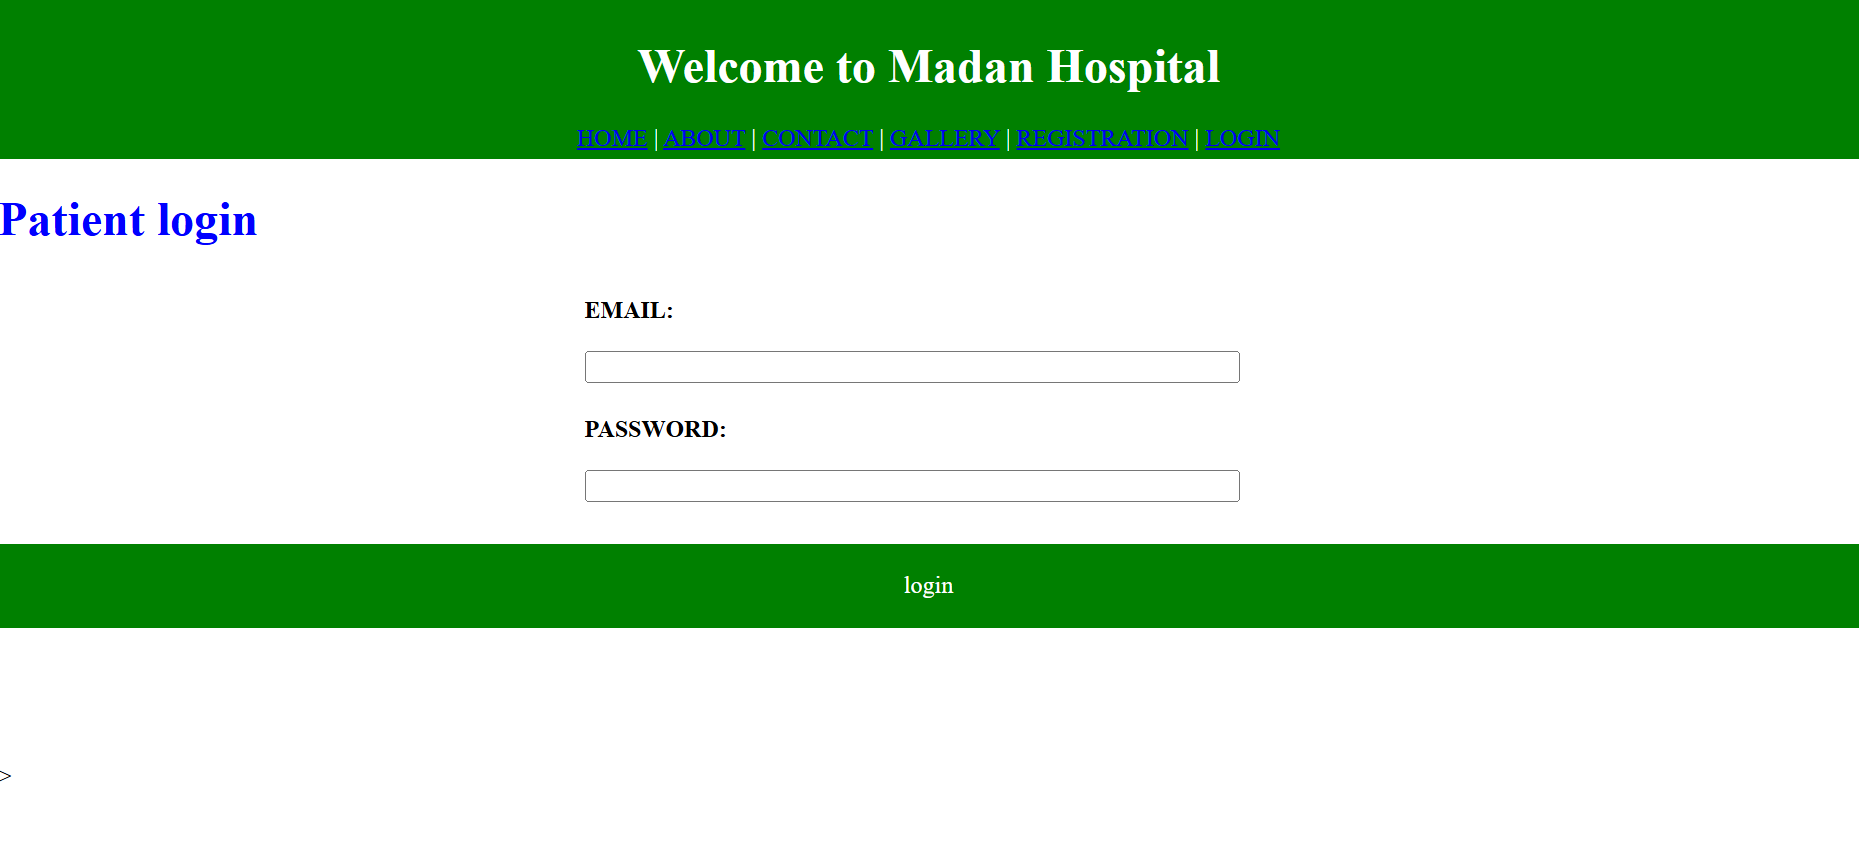 Welcome to Madan Hospital
HOME | ABOUT | CONTACT | GALLERY | REGISTRATION | LOGIN
Patient login
EMAIL:
PASSWORD:
login
>